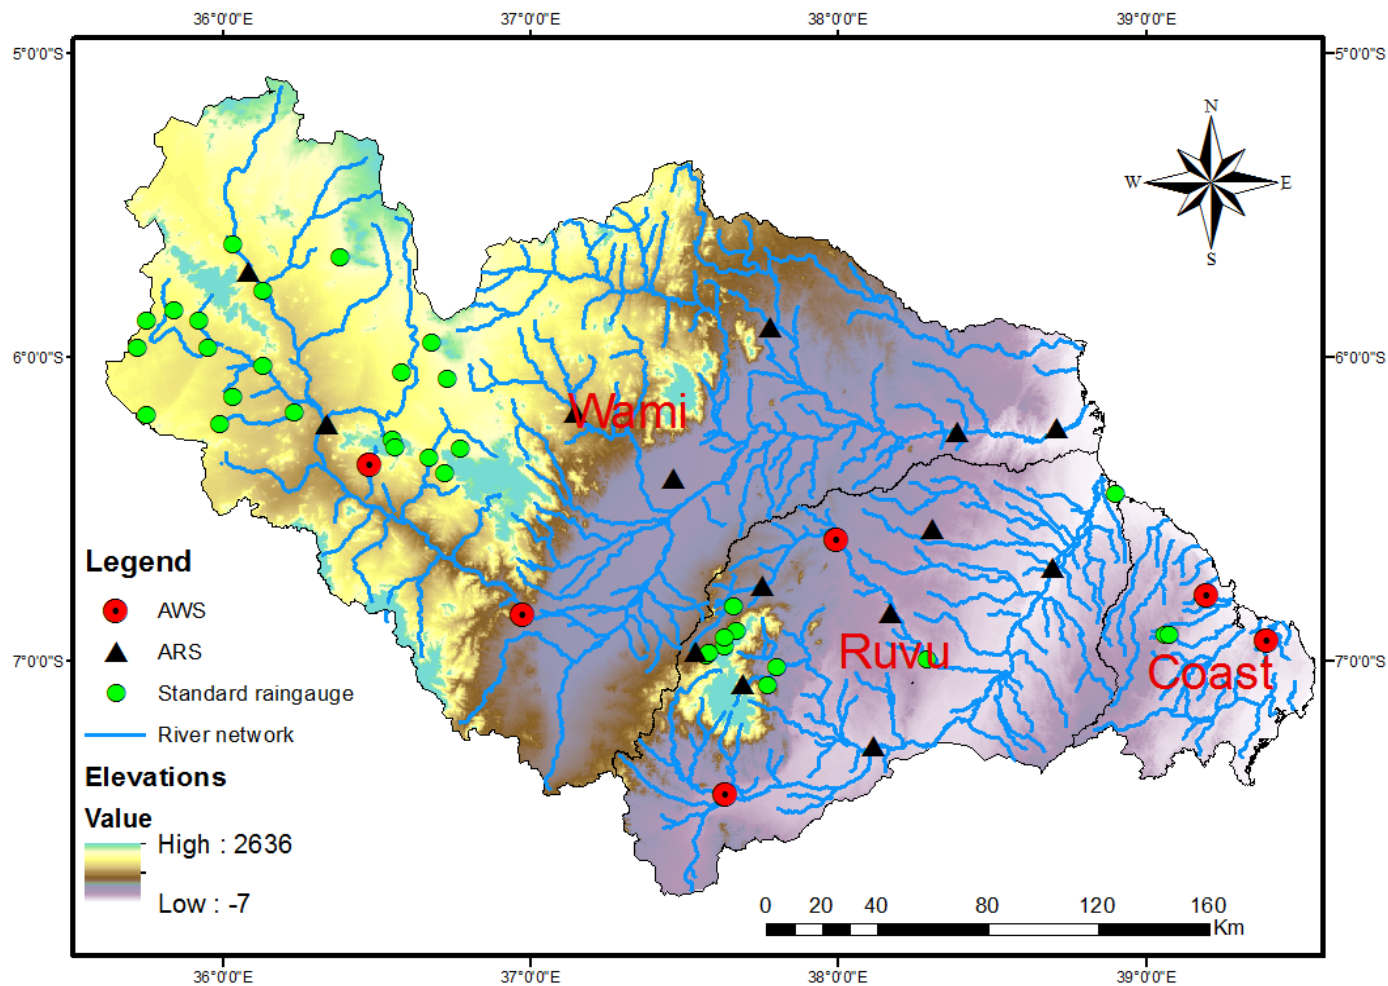 36°0'0"E 37°0'0"E 38°0'0"E 39°0'0"E
5°0'0"S 5°0'0"S
N
W E
S
6°0'0"S 6°0'0"S
Wami
Legend
AWS
ARS
Standard raingauge
River network
Ruvu
Coast
7°0'0"S 7°0'0"S
Elevations
Value
High : 2636
Low : -7
0 20 40 80 120 160
Km
36°0'0"E 37°0'0"E 38°0'0"E 39°0'0"E